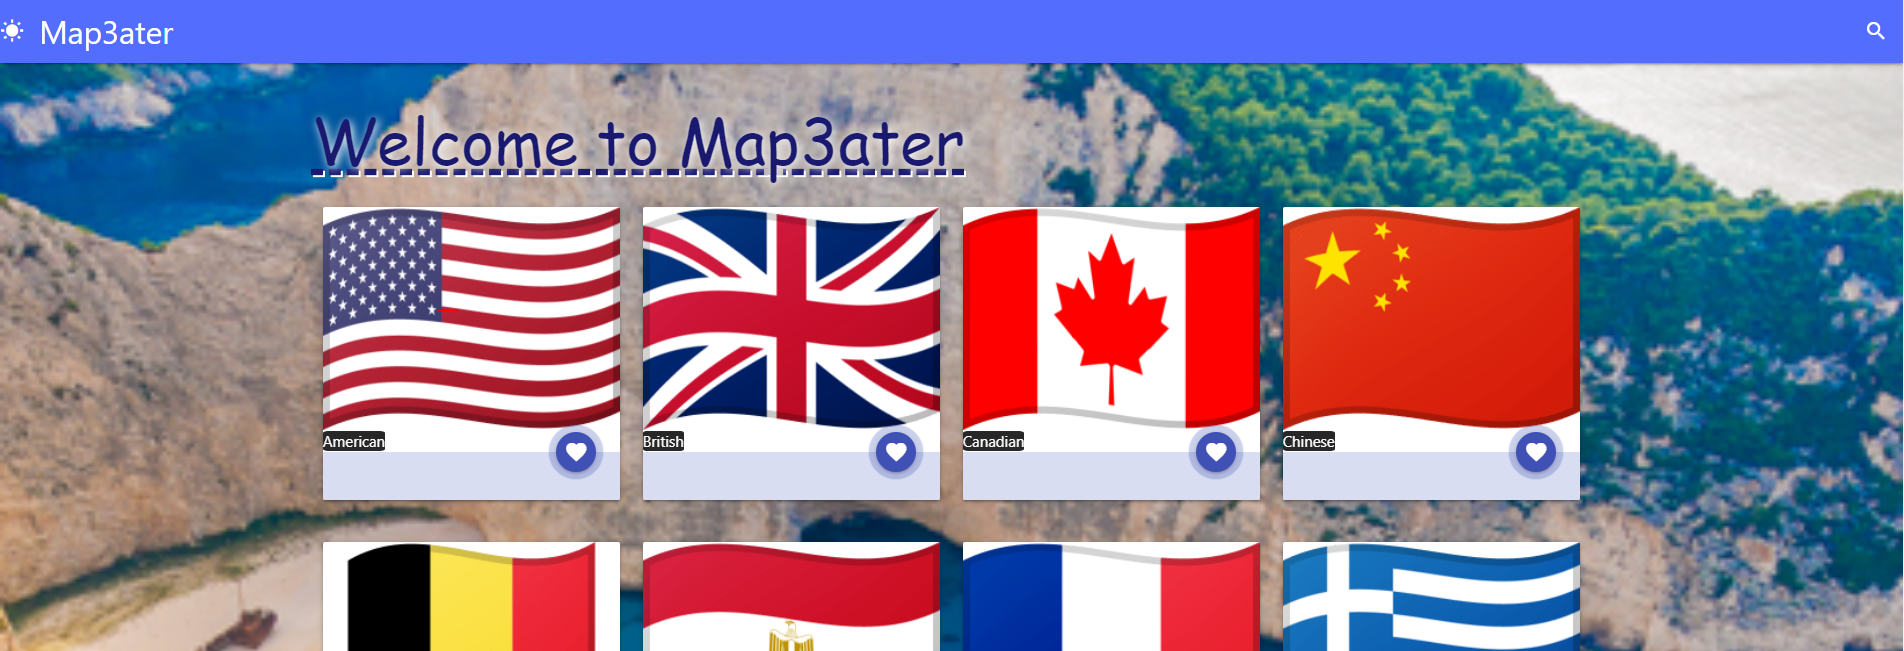 Map3ater
Welcome to Map3ater
American
British
Canadian
Chinese